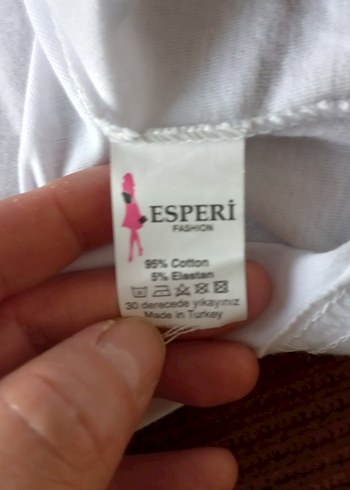 ESPERİ
FASHION
95% Cotton
5% Elastan
30 derecede yıkayınız
Made in Turkey